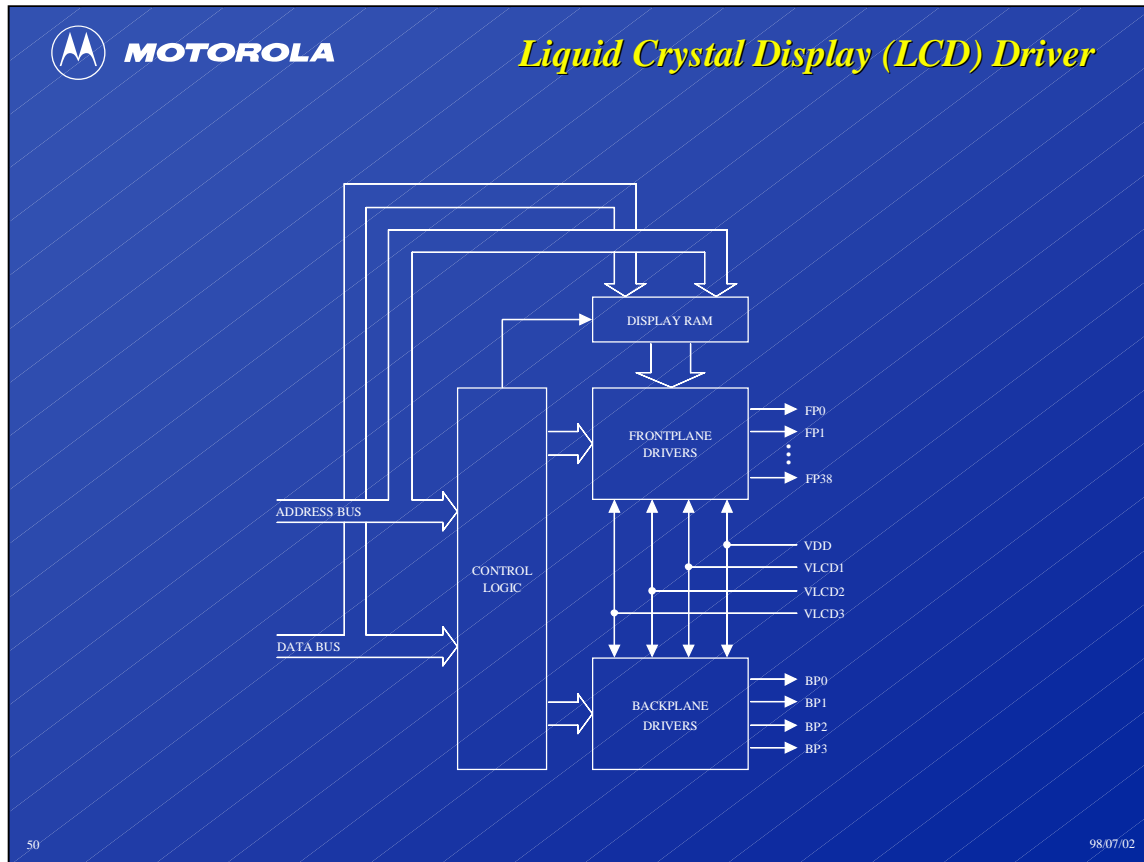 MOTOROLA
Liquid Crystal Display (LCD) Driver
DISPLAY RAM
FRONTPLANE
DRIVERS
FP0
FP1
FP38
ADDRESS BUS
CONTROL
LOGIC
VDD
VLCD1
VLCD2
VLCD3
DATA BUS
BACKPLANE
DRIVERS
BP0
BP1
BP2
BP3
50
98/07/02